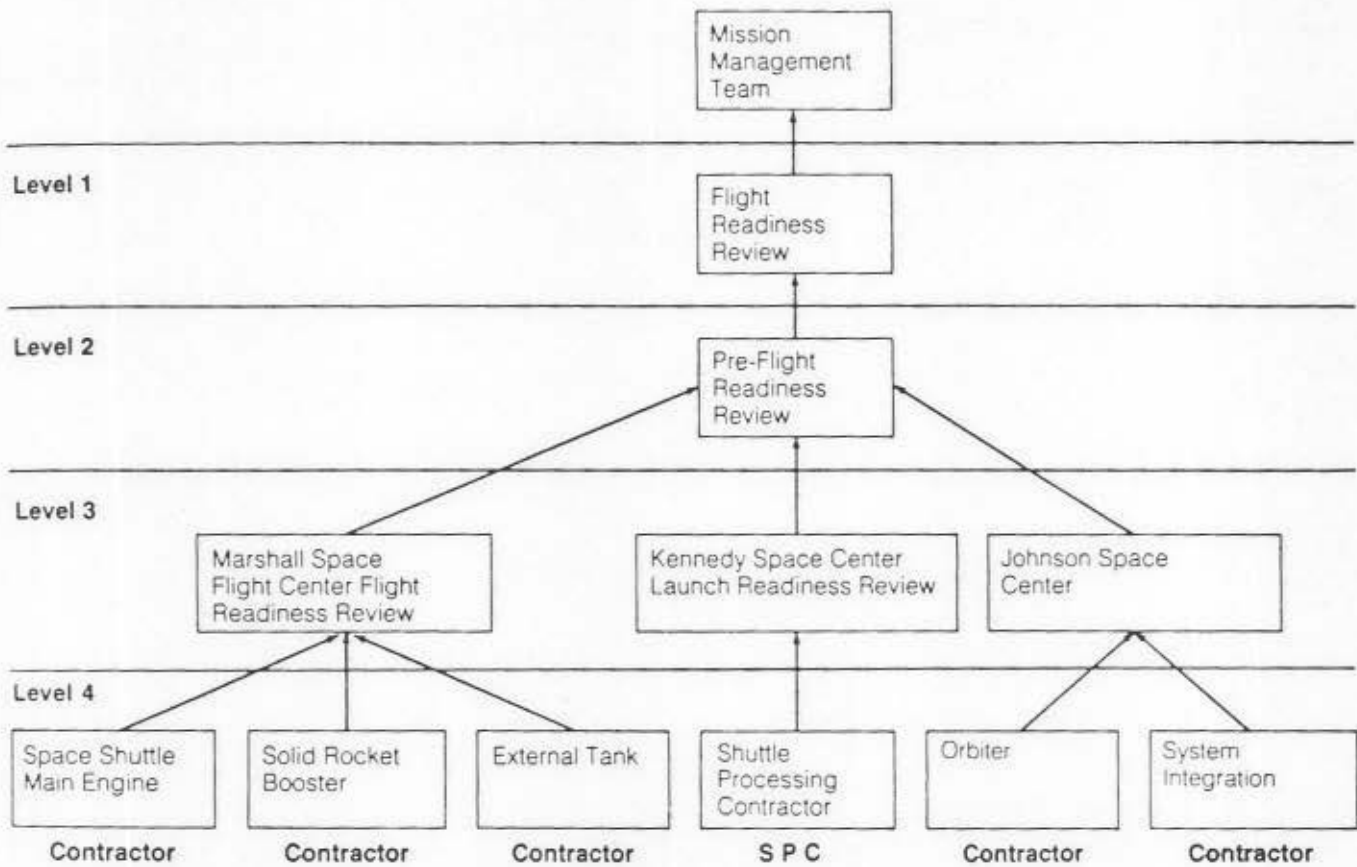 Mission
Management
Team
Level 1
Flight
Readiness
Review
Level 2
Pre-Flight
Readiness
Review
Level 3
Marshall Space
Flight Center Flight
Readiness Review
Kennedy Space Center
Launch Readiness Review
Johnson Space
Center
Level 4
Space Shuttle
Main Engine
Solid Rocket
Booster
External Tank
Shuttle
Processing
Contractor
Orbiter
System
Integration
Contractor
Contractor
Contractor
S P C
Contractor
Contractor